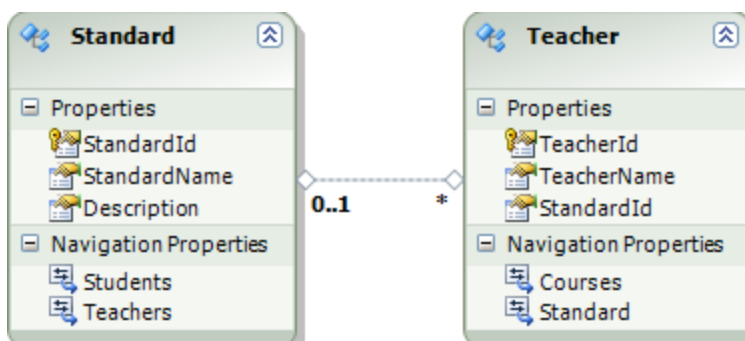 Standard
Properties
StandardId
StandardName
Description
Navigation Properties
Students
Teachers
0..1
*
Teacher
Properties
TeacherId
TeacherName
StandardId
Navigation Properties
Courses
Standard